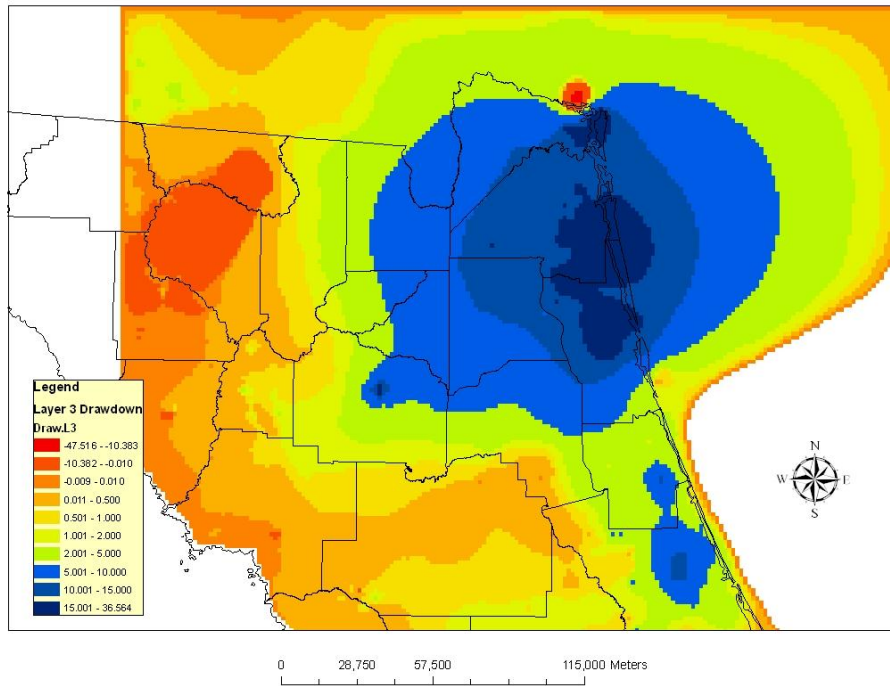 Legend
Layer 3 Drawdown
Draw.L3
-47.516 - -10.383
-10.382 - -0.010
-0.009 - 0.010
0.011 - 0.500
0.501 - 1.000
1.001 - 2.000
2.001 - 5.000
5.001 - 10.000
10.001 - 15.000
15.001 - 36.564
N
W
E
S
0 28,750 57,500 115,000 Meters